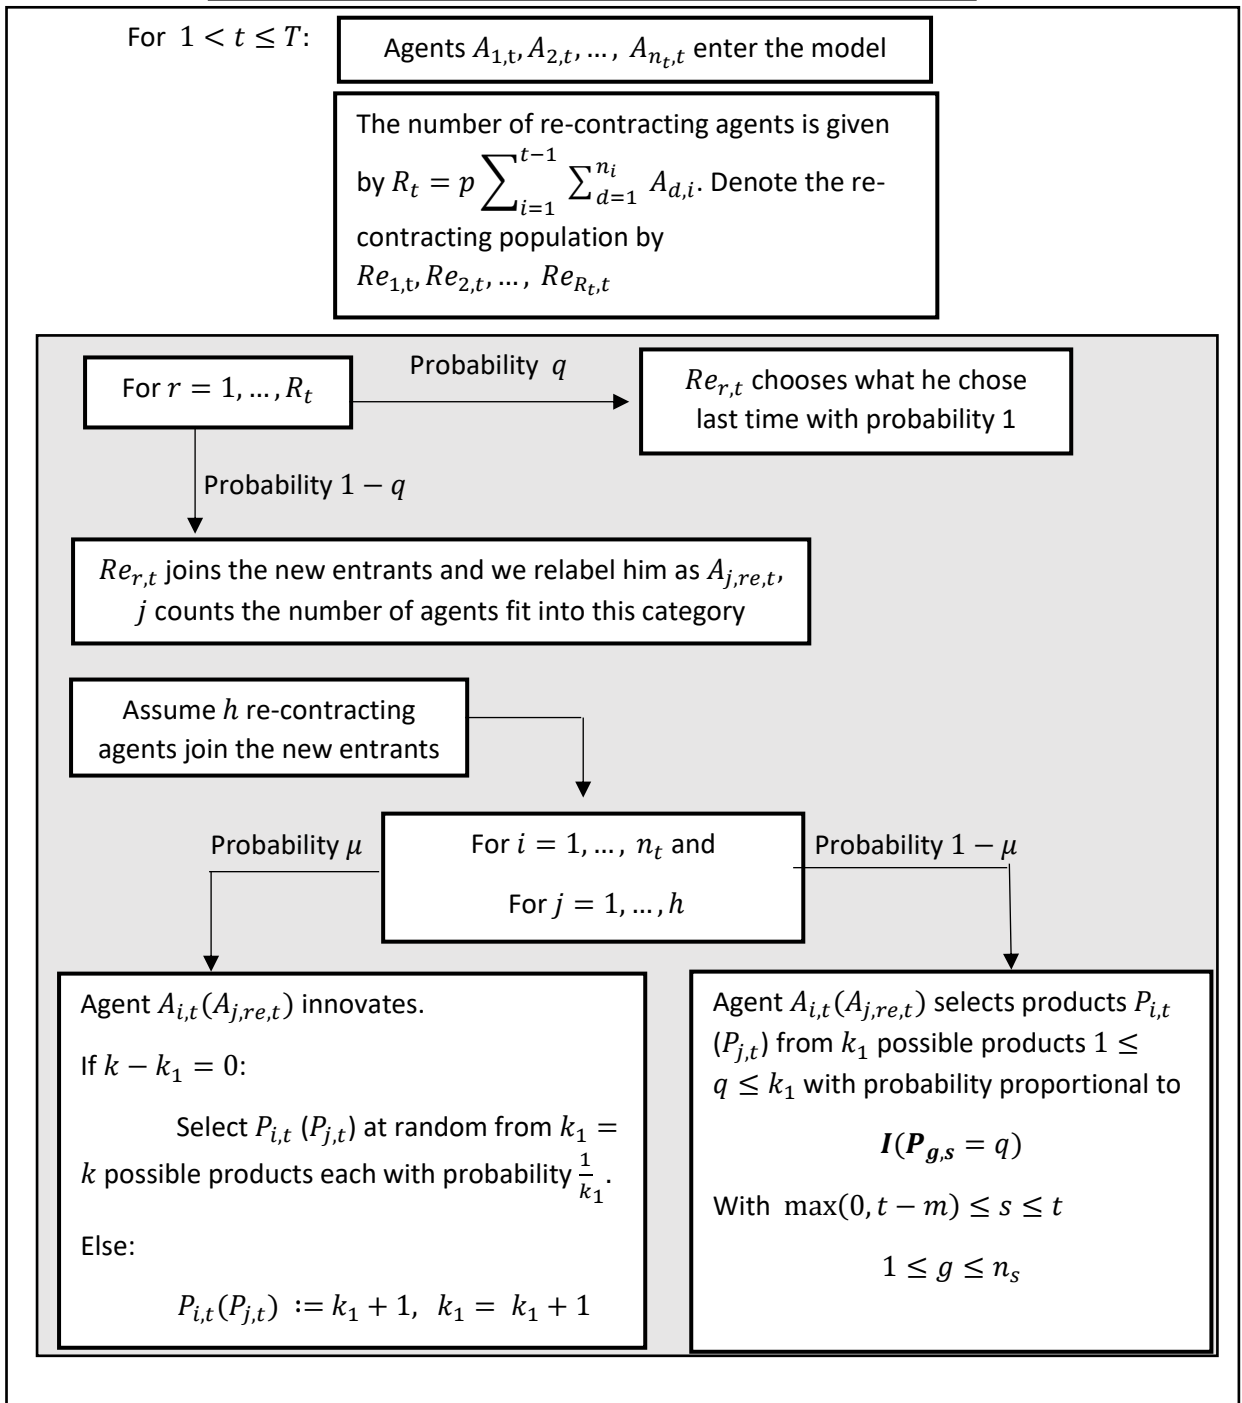 For 1 < t ≤ T:
Agents A_{1,t}, A_{2,t}, …, A_{n_t,t} enter the model
The number of re-contracting agents is given
by R_t = p ∑_{i=1}^{t−1} ∑_{d=1}^{n_i} A_{d,i}. Denote the re-
contracting population by
Re_{1,t}, Re_{2,t}, …, Re_{R_t,t}
For r = 1, …, R_t
Probability q
Re_{r,t} chooses what he chose
last time with probability 1
Probability 1 − q
Re_{r,t} joins the new entrants and we relabel him as A_{j,re,t},
j counts the number of agents fit into this category
Assume h re-contracting
agents join the new entrants
Probability μ
For i = 1, …, n_t and
For j = 1, …, h
Probability 1 − μ
Agent A_{i,t}(A_{j,re,t}) innovates.
If k − k_1 = 0:
Select P_{i,t} (P_{j,t}) at random from k_1 =
k possible products each with probability 1/k_1.
Else:
P_{i,t}(P_{j,t}) := k_1 + 1, k_1 = k_1 + 1
Agent A_{i,t}(A_{j,re,t}) selects products P_{i,t}
(P_{j,t}) from k_1 possible products 1 ≤
q ≤ k_1 with probability proportional to
I(P_{g,s} = q)
With max(0, t − m) ≤ s ≤ t
1 ≤ g ≤ n_s